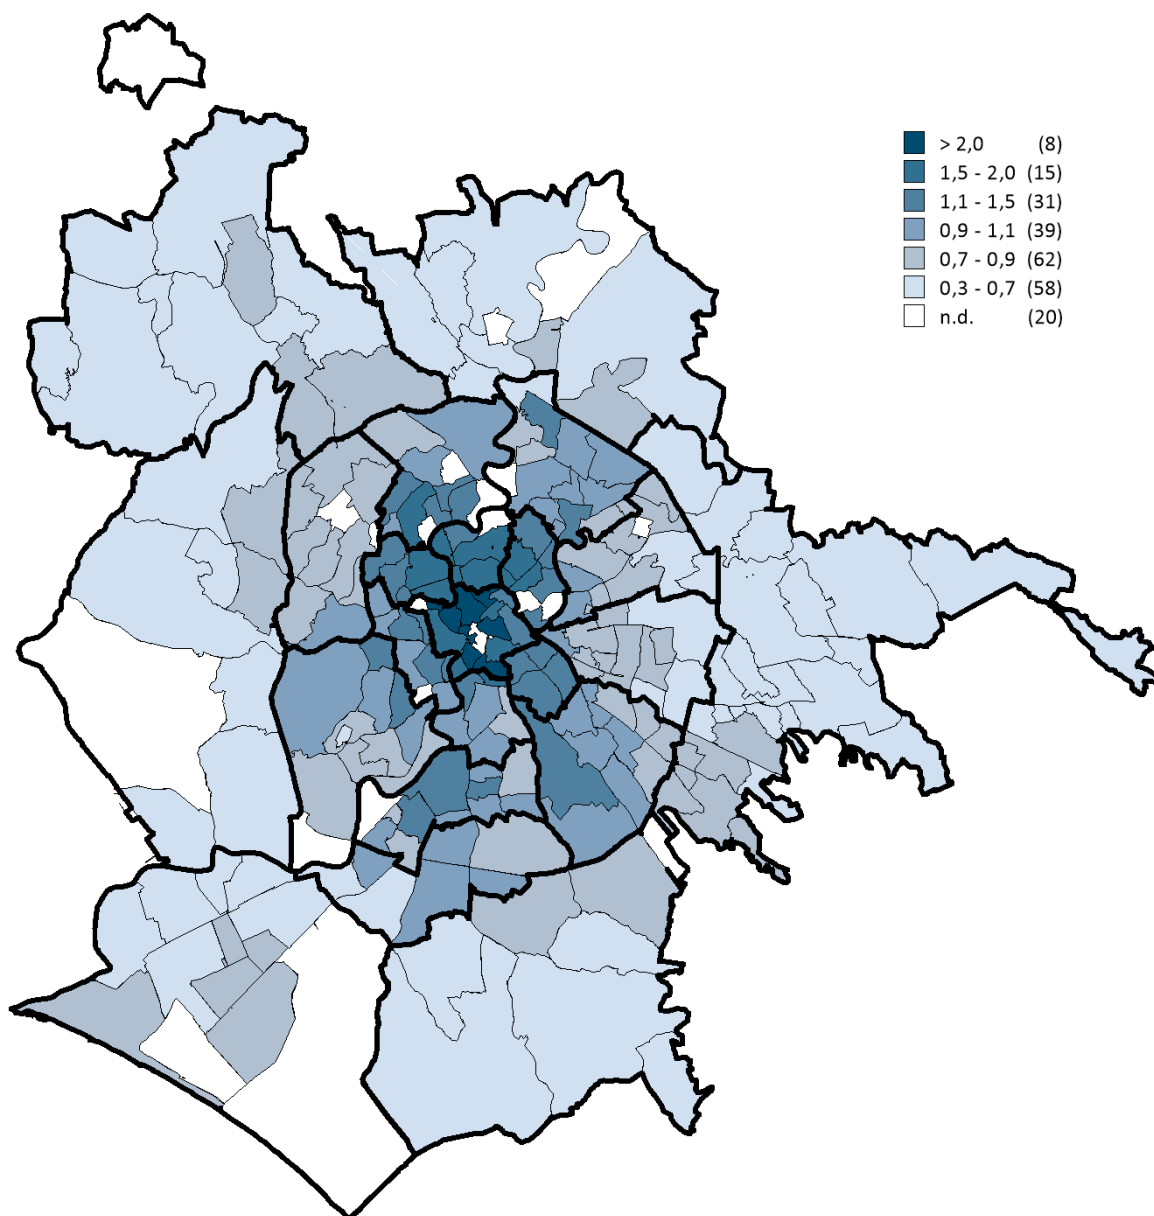 > 2,0 (8)
1,5 - 2,0 (15)
1,1 - 1,5 (31)
0,9 - 1,1 (39)
0,7 - 0,9 (62)
0,3 - 0,7 (58)
n.d. (20)